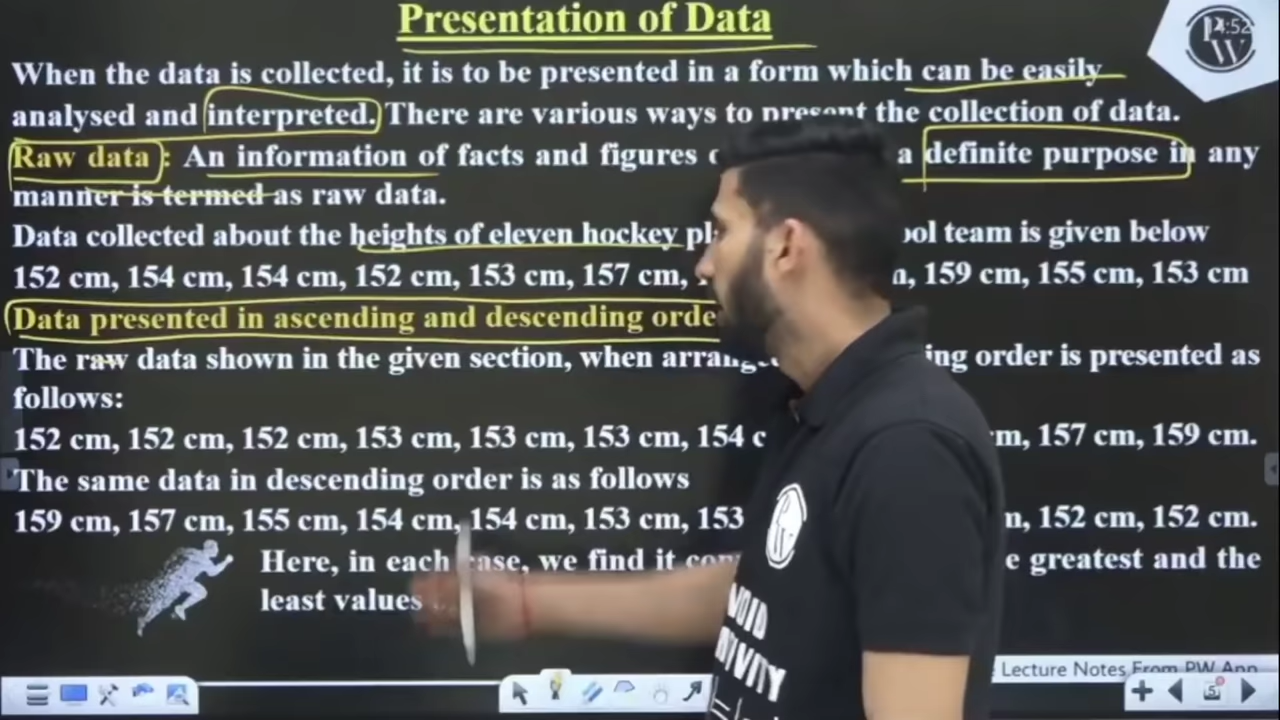 Presentation of Data
When the data is collected, it is to be presented in a form which can be easily
analysed and interpreted. There are various ways to present the collection of data.
Raw data : An information of facts and figures a definite purpose in any
manner is termed as raw data.
Data collected about the heights of eleven hockey team is given below
152 cm, 154 cm, 154 cm, 152 cm, 153 cm, 157 cm, 159 cm, 155 cm, 153 cm
Data presented in ascending and descending
The raw data shown in the given section, when order is presented as
follows:
152 cm, 152 cm, 152 cm, 153 cm, 153 cm, 153 cm, 154 157 cm, 159 cm.
The same data in descending order is as follows
159 cm, 157 cm, 155 cm, 154 cm, 154 cm, 153 cm, 153 152 cm, 152 cm.
Here, in each case, we find it greatest and the
least values
Lecture Notes From PW App